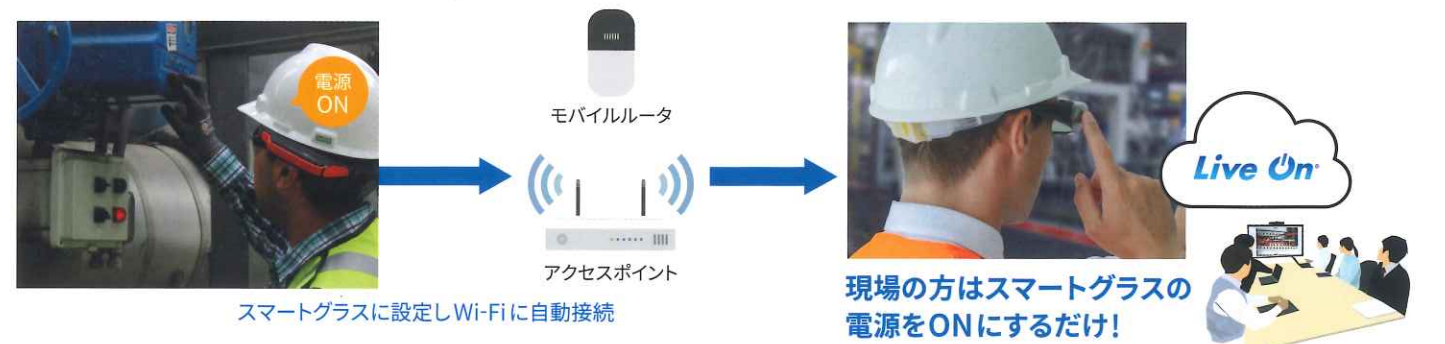 電源
ON
モバイルルータ
アクセスポイント
スマートグラスに設定しWi-Fiに自動接続
Live On
現場の方はスマートグラスの
電源をONにするだけ!